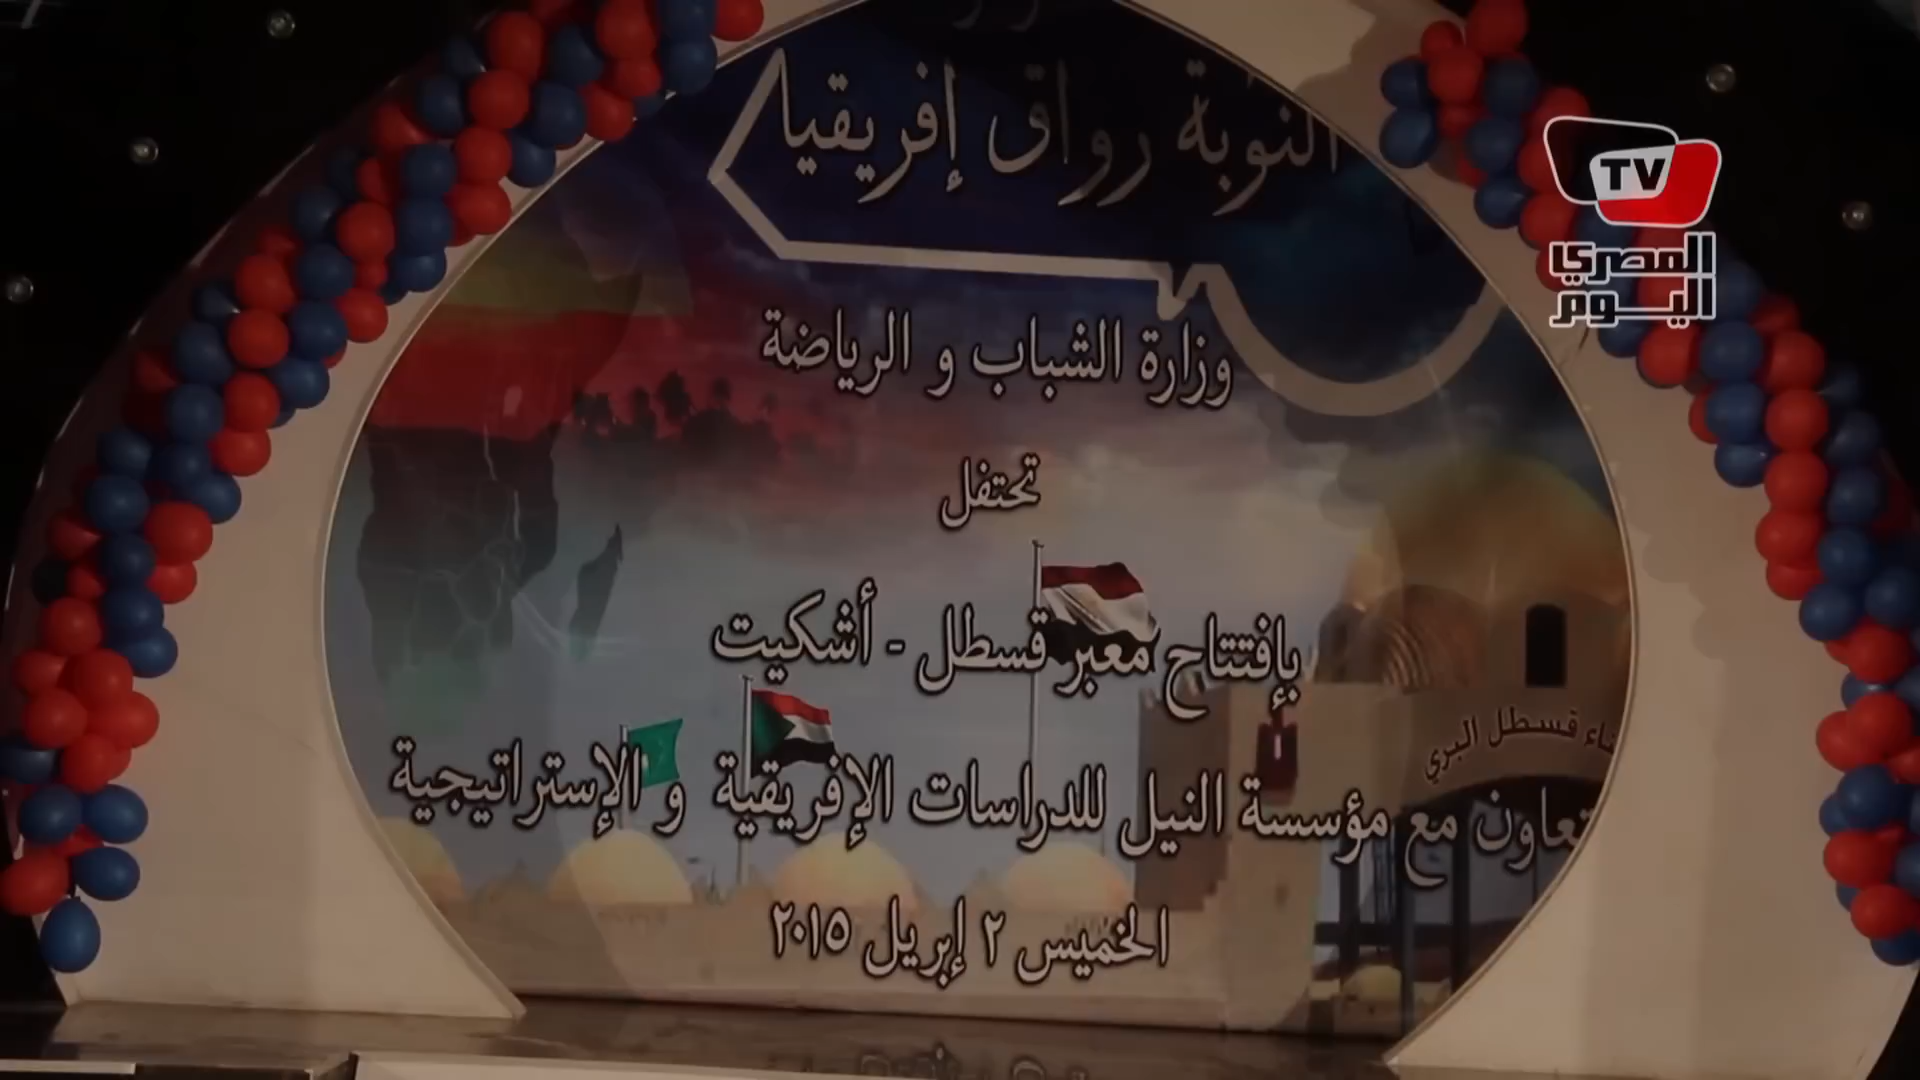 النوبة رواق إفريقيا
وزارة الشباب و الرياضة
تحتفل
بإفتتاح معبر قسطل - أشكيت
تعاون مع مؤسسة النيل للدراسات الإفريقية و الإستراتيجية
الخميس ٢ إبريل ٢٠١٥
قسطل البري
TV
المصري
اليوم